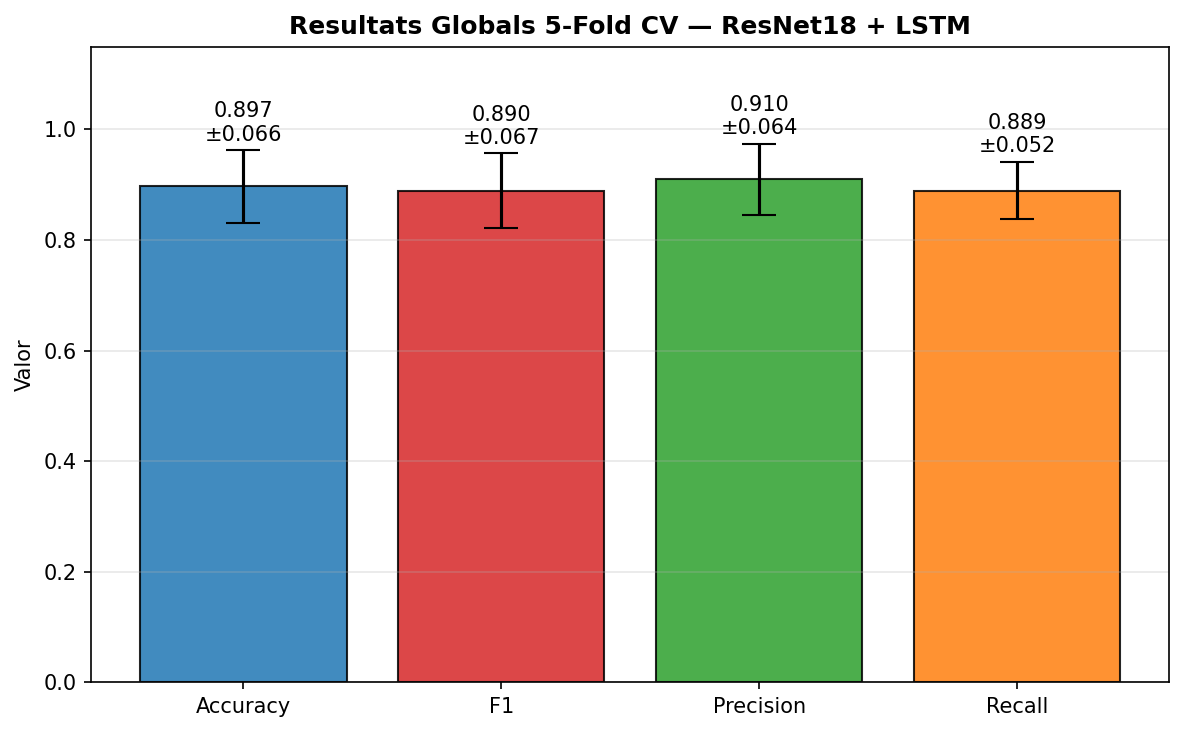 Resultats Globals 5-Fold CV — ResNet18 + LSTM
0.897
±0.066
0.890
±0.067
0.910
±0.064
0.889
±0.052
1.0
0.8
0.6
0.4
0.2
0.0
Valor
Accuracy
F1
Precision
Recall